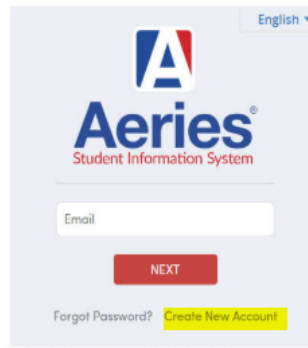 English
A
Aeries®
Student Information System
Email
NEXT
Forgot Password? Create New Account